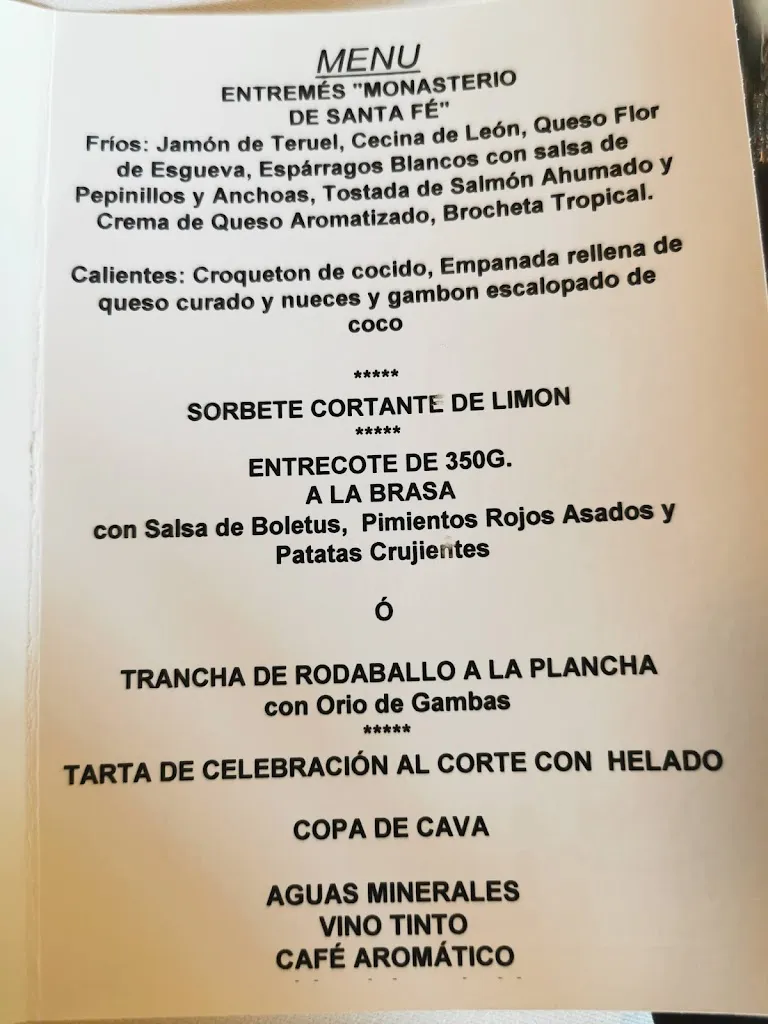 MENU
ENTREMÉS "MONASTERIO
DE SANTA FÉ"
Fríos: Jamón de Teruel, Cecina de León, Queso Flor
de Esgueva, Espárragos Blancos con salsa de
Pepinillos y Anchoas, Tostada de Salmón Ahumado y
Crema de Queso Aromatizado, Brocheta Tropical.
Calientes: Croqueton de cocido, Empanada rellena de
queso curado y nueces y gambon escalopado de
coco
*****
SORBETE CORTANTE DE LIMON
*****
ENTRECOTE DE 350G.
A LA BRASA
con Salsa de Boletus, Pimientos Rojos Asados y
Patatas Crujientes
Ó
TRANCHA DE RODABALLO A LA PLANCHA
con Orio de Gambas
*****
TARTA DE CELEBRACIÓN AL CORTE CON HELADO
COPA DE CAVA
AGUAS MINERALES
VINO TINTO
CAFÉ AROMÁTICO